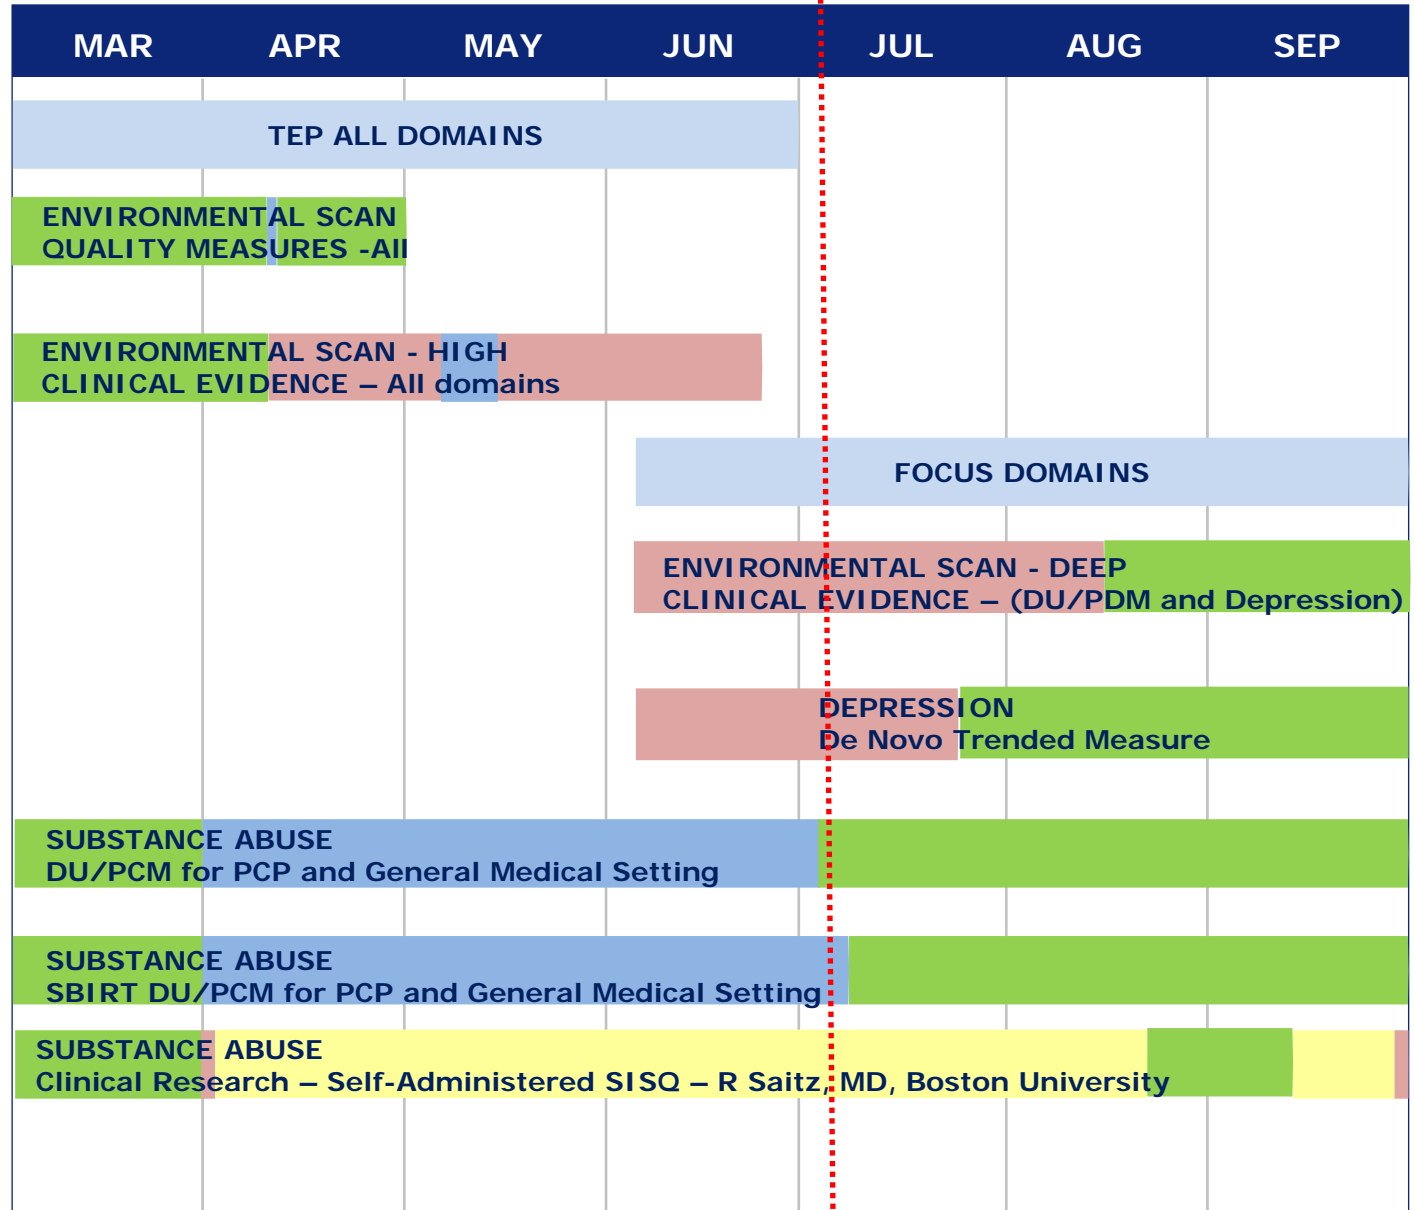 MAR APR MAY JUN JUL AUG SEP
TEP ALL DOMAINS
ENVIRONMENTAL SCAN
QUALITY MEASURES -All
ENVIRONMENTAL SCAN - HIGH
CLINICAL EVIDENCE – All domains
FOCUS DOMAINS
ENVIRONMENTAL SCAN - DEEP
CLINICAL EVIDENCE – (DU/PDM and Depression)
DEPRESSION
De Novo Trended Measure
SUBSTANCE ABUSE
DU/PCM for PCP and General Medical Setting
SUBSTANCE ABUSE
SBIRT DU/PCM for PCP and General Medical Setting
SUBSTANCE ABUSE
Clinical Research – Self-Administered SISQ – R Saitz, MD, Boston University